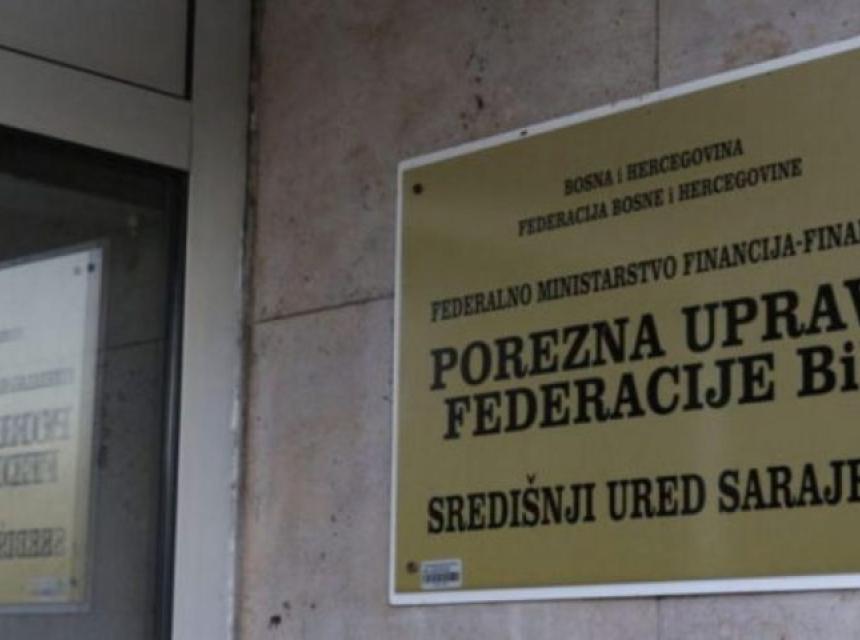 BOSNA i HERCEGOVINA
FEDERACIJA BOSNE i HERCEGOVINE
FEDERALNO MINISTARSTVO FINANCIJA-FINA
POREZNA UPRAV
FEDERACIJE Bi
SREDIŠNJI URED SARAJE